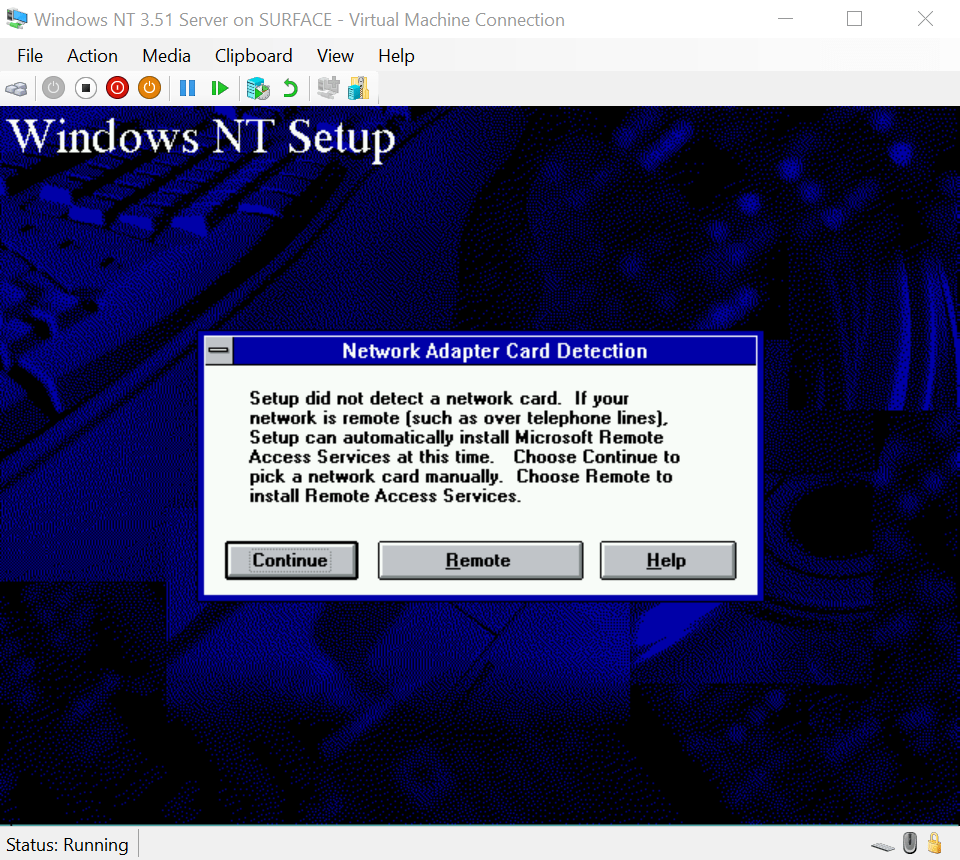 Windows NT 3.51 Server on SURFACE - Virtual Machine Connection
File Action Media Clipboard View Help
Windows NT Setup
Network Adapter Card Detection
Setup did not detect a network card.  If your
network is remote (such as over telephone lines),
Setup can automatically install Microsoft Remote
Access Services at this time.   Choose Continue to
pick a network card manually.  Choose Remote to
install Remote Access Services.
Continue Remote Help
Status: Running